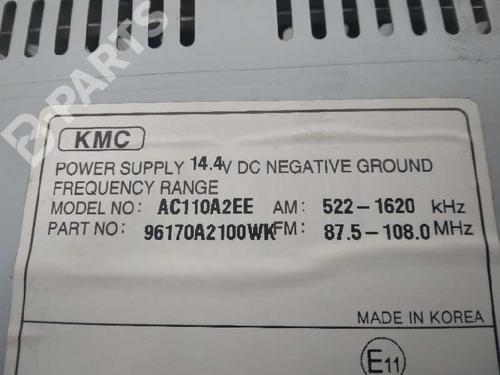 B-PARTS
KMC
POWER SUPPLY 14.4V DC NEGATIVE GROUND
FREQUENCY RANGE
MODEL NO: AC110A2EE AM: 522-1620 kHz
PART NO: 96170A2100WK FM: 87.5-108.0 MHz
MADE IN KOREA
E11